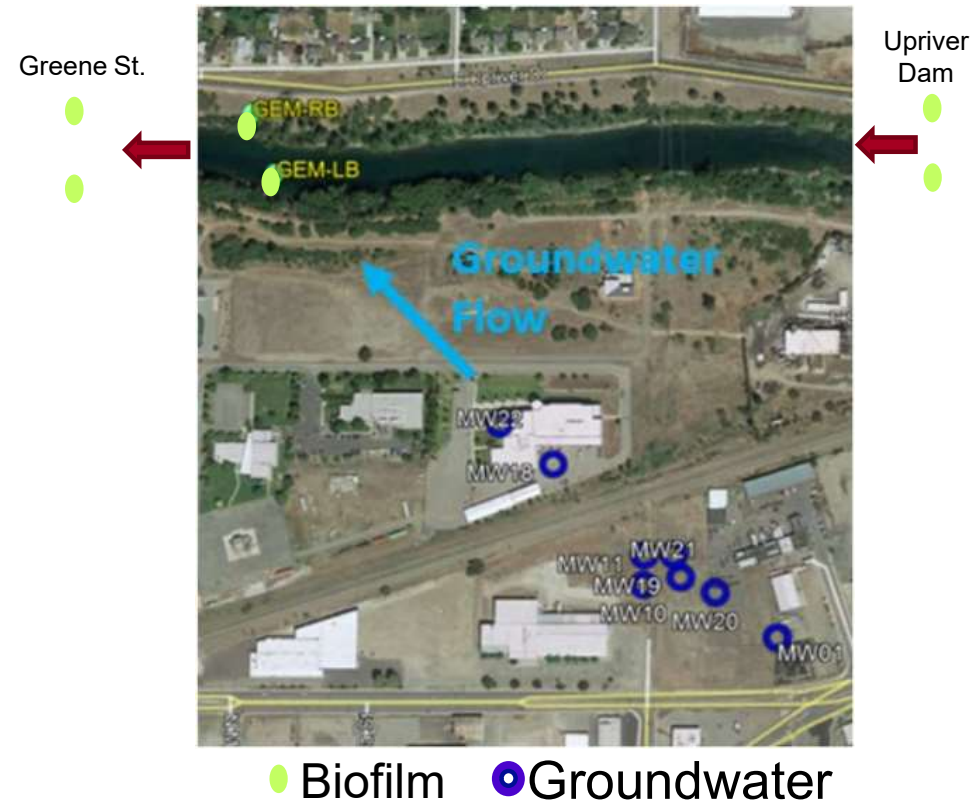 Greene St.
Upriver
Dam
GEM-RB
GEM-LB
Groundwater
Flow
MW22
MW18
MW21
MW11
MW19
MW10
MW20
MW01
Biofilm
Groundwater